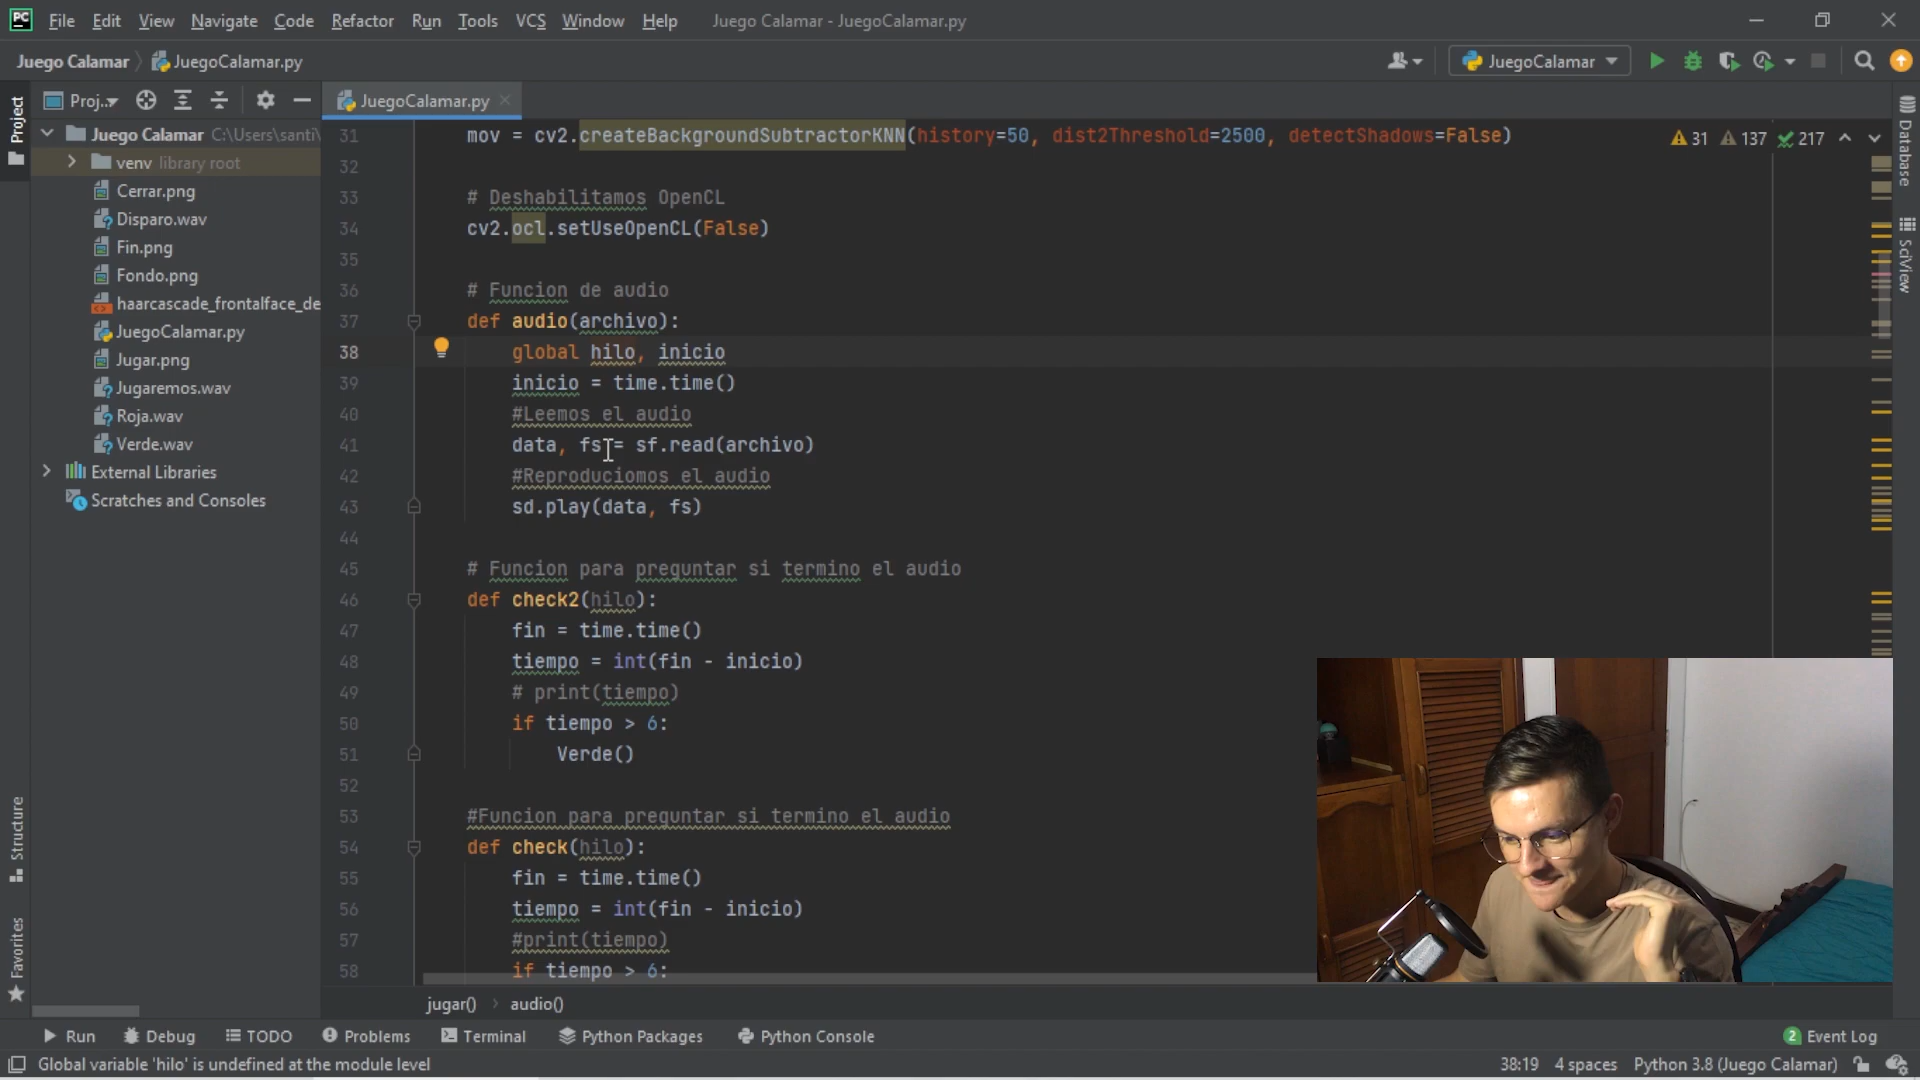 PC File Edit View Navigate Code Refactor Run Tools VCS Window Help Juego Calamar - JuegoCalamar.py
Juego Calamar JuegoCalamar.py JuegoCalamar
Project Proj.. JuegoCalamar.py
Juego Calamar C:\Users\santi\
venv library root
Cerrar.png
Disparo.wav
Fin.png
Fondo.png
haarcascade_frontalface_de
JuegoCalamar.py
Jugar.png
Jugaremos.wav
Roja.wav
Verde.wav
External Libraries
Scratches and Consoles
31 mov = cv2.createBackgroundSubtractorKNN(history=50, dist2Threshold=2500, detectShadows=False)
32
33 # Deshabilitamos OpenCL
34 cv2.ocl.setUseOpenCL(False)
35
36 # Funcion de audio
37 def audio(archivo):
38 global hilo, inicio
39 inicio = time.time()
40 #Leemos el audio
41 data, fs = sf.read(archivo)
42 #Reproduciomos el audio
43 sd.play(data, fs)
44
45 # Funcion para preguntar si termino el audio
46 def check2(hilo):
47 fin = time.time()
48 tiempo = int(fin - inicio)
49 # print(tiempo)
50 if tiempo > 6:
51 Verde()
52
53 #Funcion para preguntar si termino el audio
54 def check(hilo):
55 fin = time.time()
56 tiempo = int(fin - inicio)
57 #print(tiempo)
58 if tiempo > 6:
31 137 217
Database
SciView
Structure
Favorites
jugar() audio()
Run Debug TODO Problems Terminal Python Packages Python Console 2 Event Log
Global variable 'hilo' is undefined at the module level 38:19 4 spaces Python 3.8 (Juego Calamar)